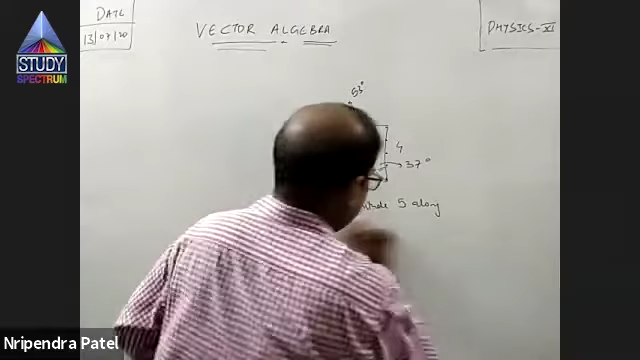 DATE
13/07/20
VECTOR ALGEBRA
PHYSICS-XI
STUDY
SPECTRUM
53°
4
37°
5 along
Nripendra Patel